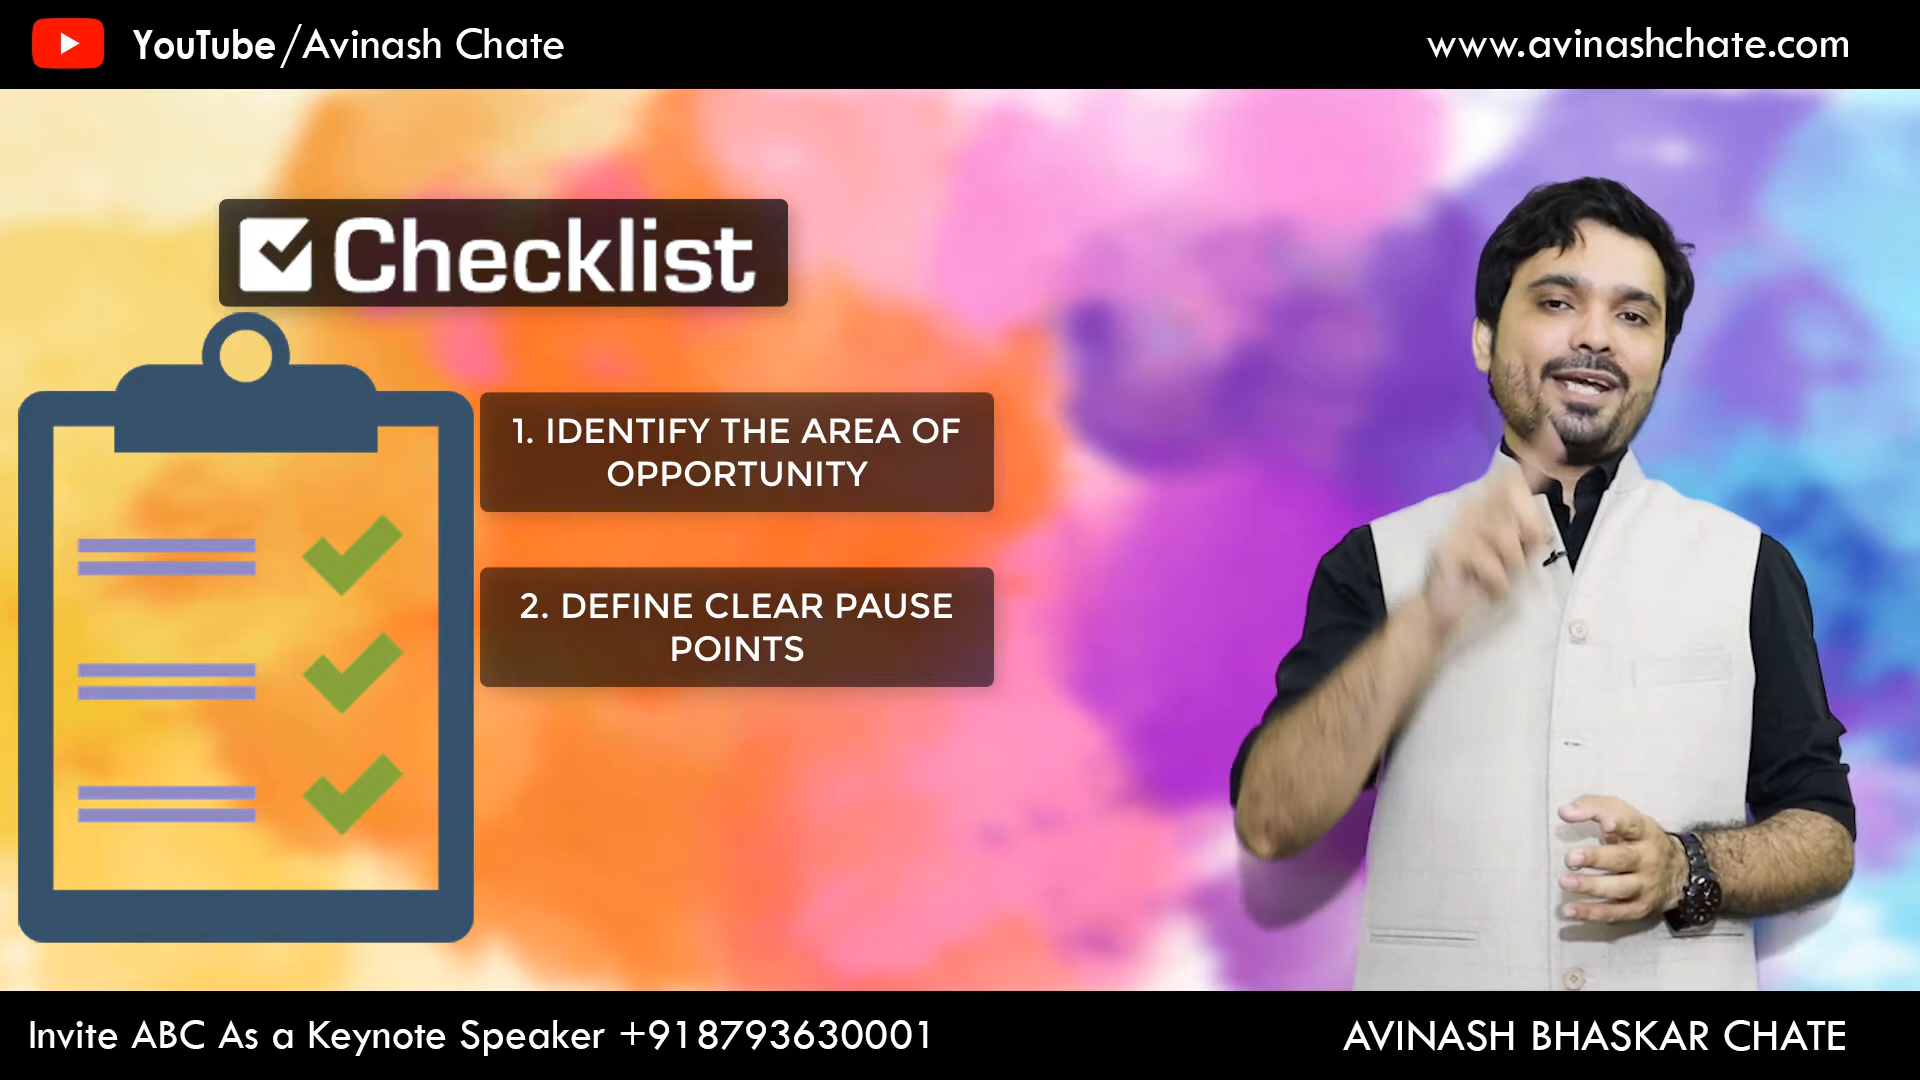 YouTube/Avinash Chate
www.avinashchate.com
Checklist
1. IDENTIFY THE AREA OF
OPPORTUNITY
2. DEFINE CLEAR PAUSE
POINTS
Invite ABC As a Keynote Speaker +918793630001
AVINASH BHASKAR CHATE